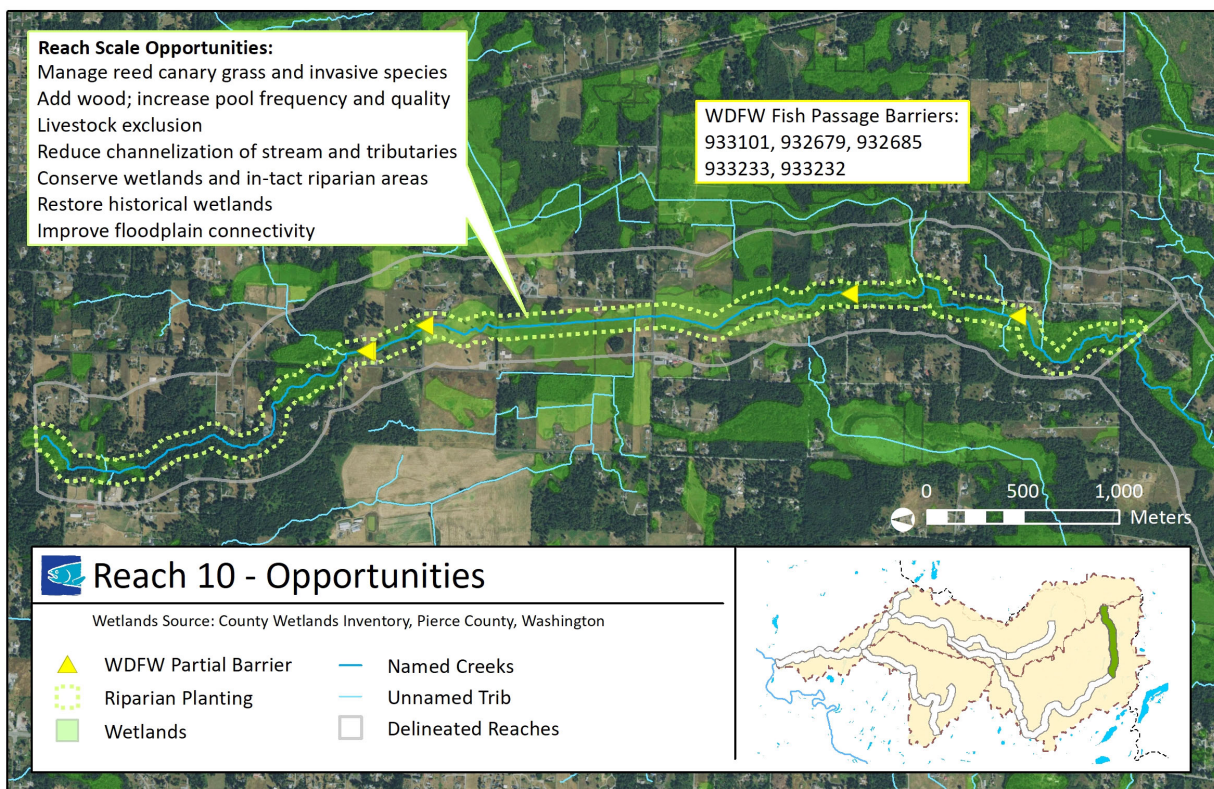 Reach Scale Opportunities:
Manage reed canary grass and invasive species
Add wood; increase pool frequency and quality
Livestock exclusion
Reduce channelization of stream and tributaries
Conserve wetlands and in-tact riparian areas
Restore historical wetlands
Improve floodplain connectivity
WDFW Fish Passage Barriers:
933101, 932679, 932685
933233, 933232
0 500 1,000
Meters
Reach 10 - Opportunities
Wetlands Source: County Wetlands Inventory, Pierce County, Washington
WDFW Partial Barrier
Riparian Planting
Wetlands
Named Creeks
Unnamed Trib
Delineated Reaches